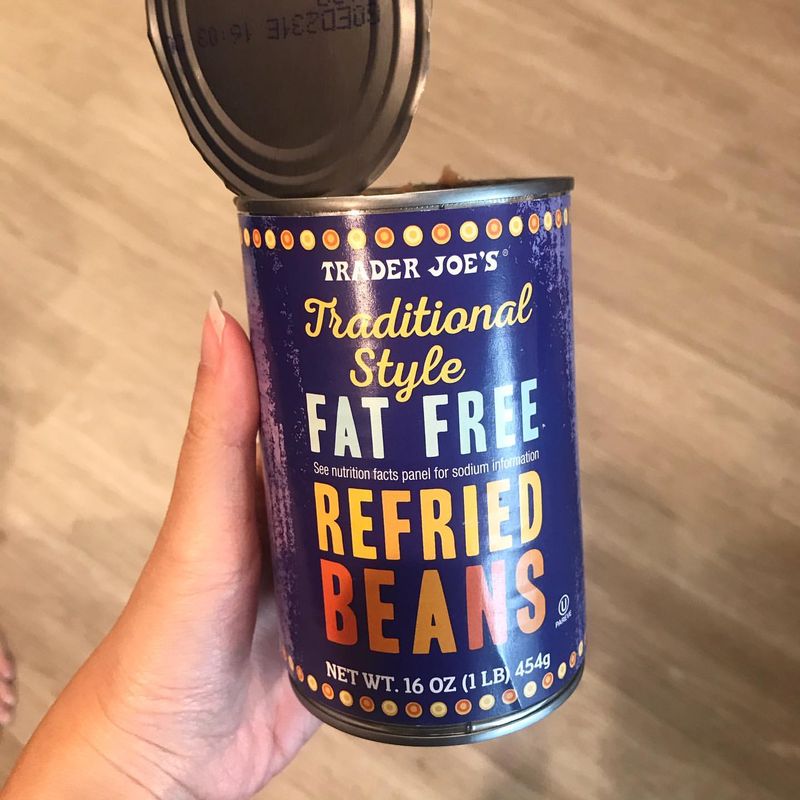 TRADER JOE'S®
Traditional
Style
FAT FREE
See nutrition facts panel for sodium information
REFRIED
BEANS
U
PAREVE
NET WT. 16 OZ (1 LB) 454g